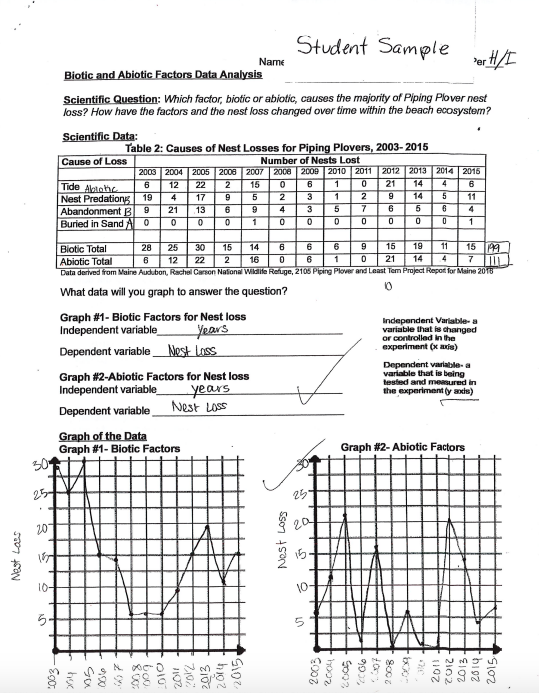 Student Sample
Name Per H/I
Biotic and Abiotic Factors Data Analysis
Scientific Question: Which factor, biotic or abiotic, causes the majority of Piping Plover nest
loss? How have the factors and the nest loss changed over time within the beach ecosystem?
Scientific Data:
Table 2: Causes of Nest Losses for Piping Plovers, 2003- 2015
Cause of Loss Number of Nests Lost
2003 2004 2005 2006 2007 2008 2009 2010 2011 2012 2013 2014 2015
Tide Abiotic 6 12 22 2 15 0 6 1 0 21 14 4 6
Nest Predation B 19 4 17 9 5 2 3 1 2 9 14 5 11
Abandonment B 9 21 13 6 9 4 3 5 7 6 5 6 4
Buried in Sand A 0 0 0 0 1 0 0 0 0 0 0 0 1
Biotic Total 28 25 30 15 14 6 6 6 9 15 19 11 15 199
Abiotic Total 6 12 22 2 16 0 6 1 0 21 14 4 7 111
Data derived from Maine Audubon, Rachel Carson National Wildlife Refuge, 2105 Piping Plover and Least Tern Project Report for Maine 2016
What data will you graph to answer the question?
10
Graph #1- Biotic Factors for Nest loss
Independent variable years
Dependent variable Nest Loss
Graph #2-Abiotic Factors for Nest loss
Independent variable years
Dependent variable Nest Loss
Independent Variable- a
variable that is changed
or controlled in the
experiment (x axis)
Dependent variable- a
variable that is being
tested and measured in
the experiment (y axis)
Graph of the Data
Graph #1- Biotic Factors
30
25
20
15
10
5
Nest Loss
2003 2004 2005 2006 2007 2008 2009 2010 2011 2012 2013 2014 2015
Graph #2- Abiotic Factors
30
25
20
15
10
5
Nest Loss
2003 2004 2005 2006 2007 2008 2009 2011 2012 2013 2014 2015